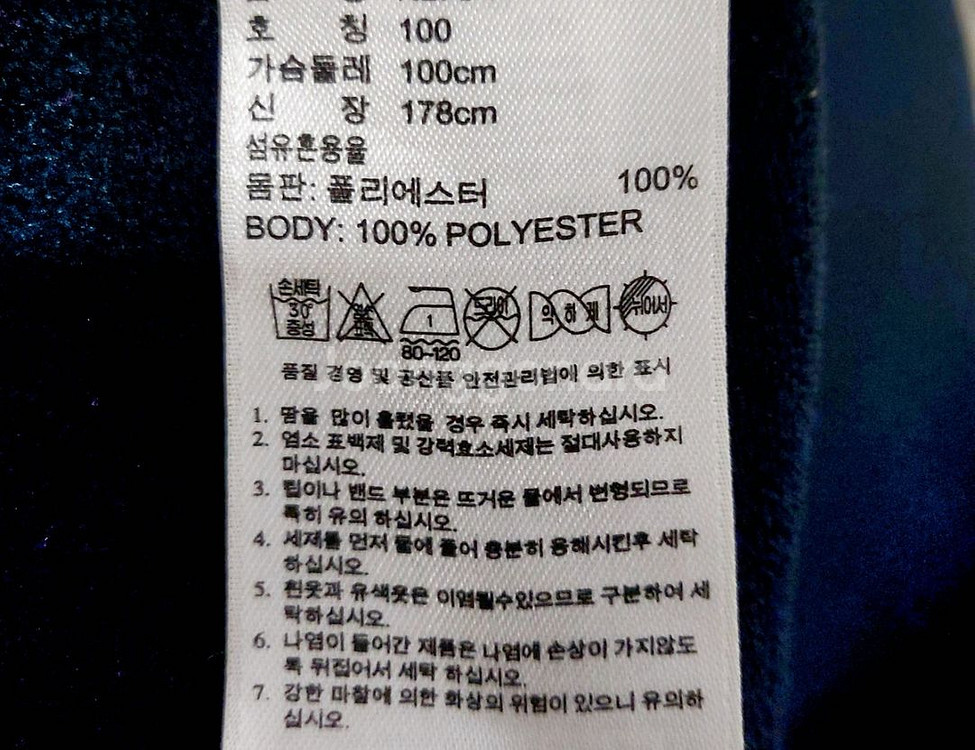 호 칭 100
가슴둘레 100cm
신 장 178cm
섬유혼용율
몸판: 폴리에스터 100%
BODY: 100% POLYESTER
손세탁 30° 중성
염소 표백
1 80~120
드라이
약하게
뉘어서
품질 경영 및 공산품 안전관리법에 의한 표시
1. 땀을 많이 흘렸을 경우 즉시 세탁하십시오.
2. 염소 표백제 및 강력효소세제는 절대사용하지
마십시오.
3. 립이나 밴드 부분은 뜨거운 물에서 변형되므로
특히 유의 하십시오.
4. 세제를 먼저 물에 풀어 충분히 용해시킨후 세탁
하십시오.
5. 흰옷과 유색옷은 이염될수있으므로 구분하여 세
탁하십시오.
6. 나염이 들어간 제품은 나염에 손상이 가지않도
록 뒤집어서 세탁 하십시오.
7. 강한 마찰에 의한 화상의 위험이 있으니 유의하
십시오.